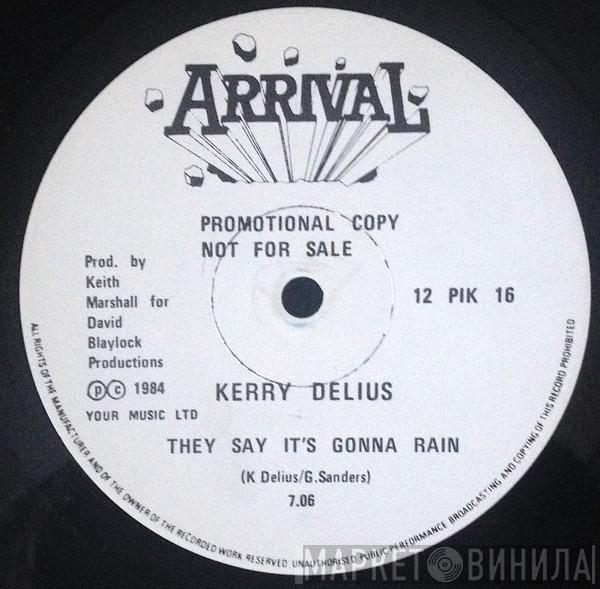 ARRIVAL
PROMOTIONAL COPY
NOT FOR SALE
Prod. by
Keith
Marshall for
David
Blaylock
Productions
12 PIK 16
Ⓟ Ⓒ 1984
YOUR MUSIC LTD
KERRY DELIUS
THEY SAY IT'S GONNA RAIN
(K Delius/G.Sanders)
7.06
ALL RIGHTS OF THE MANUFACTURER AND OF THE OWNER OF THE RECORDED WORK RESERVED. UNAUTHORISED PUBLIC PERFORMANCE BROADCASTING AND COPYING OF THIS RECORD PROHIBITED
МАРКЕТ ВИНИЛА